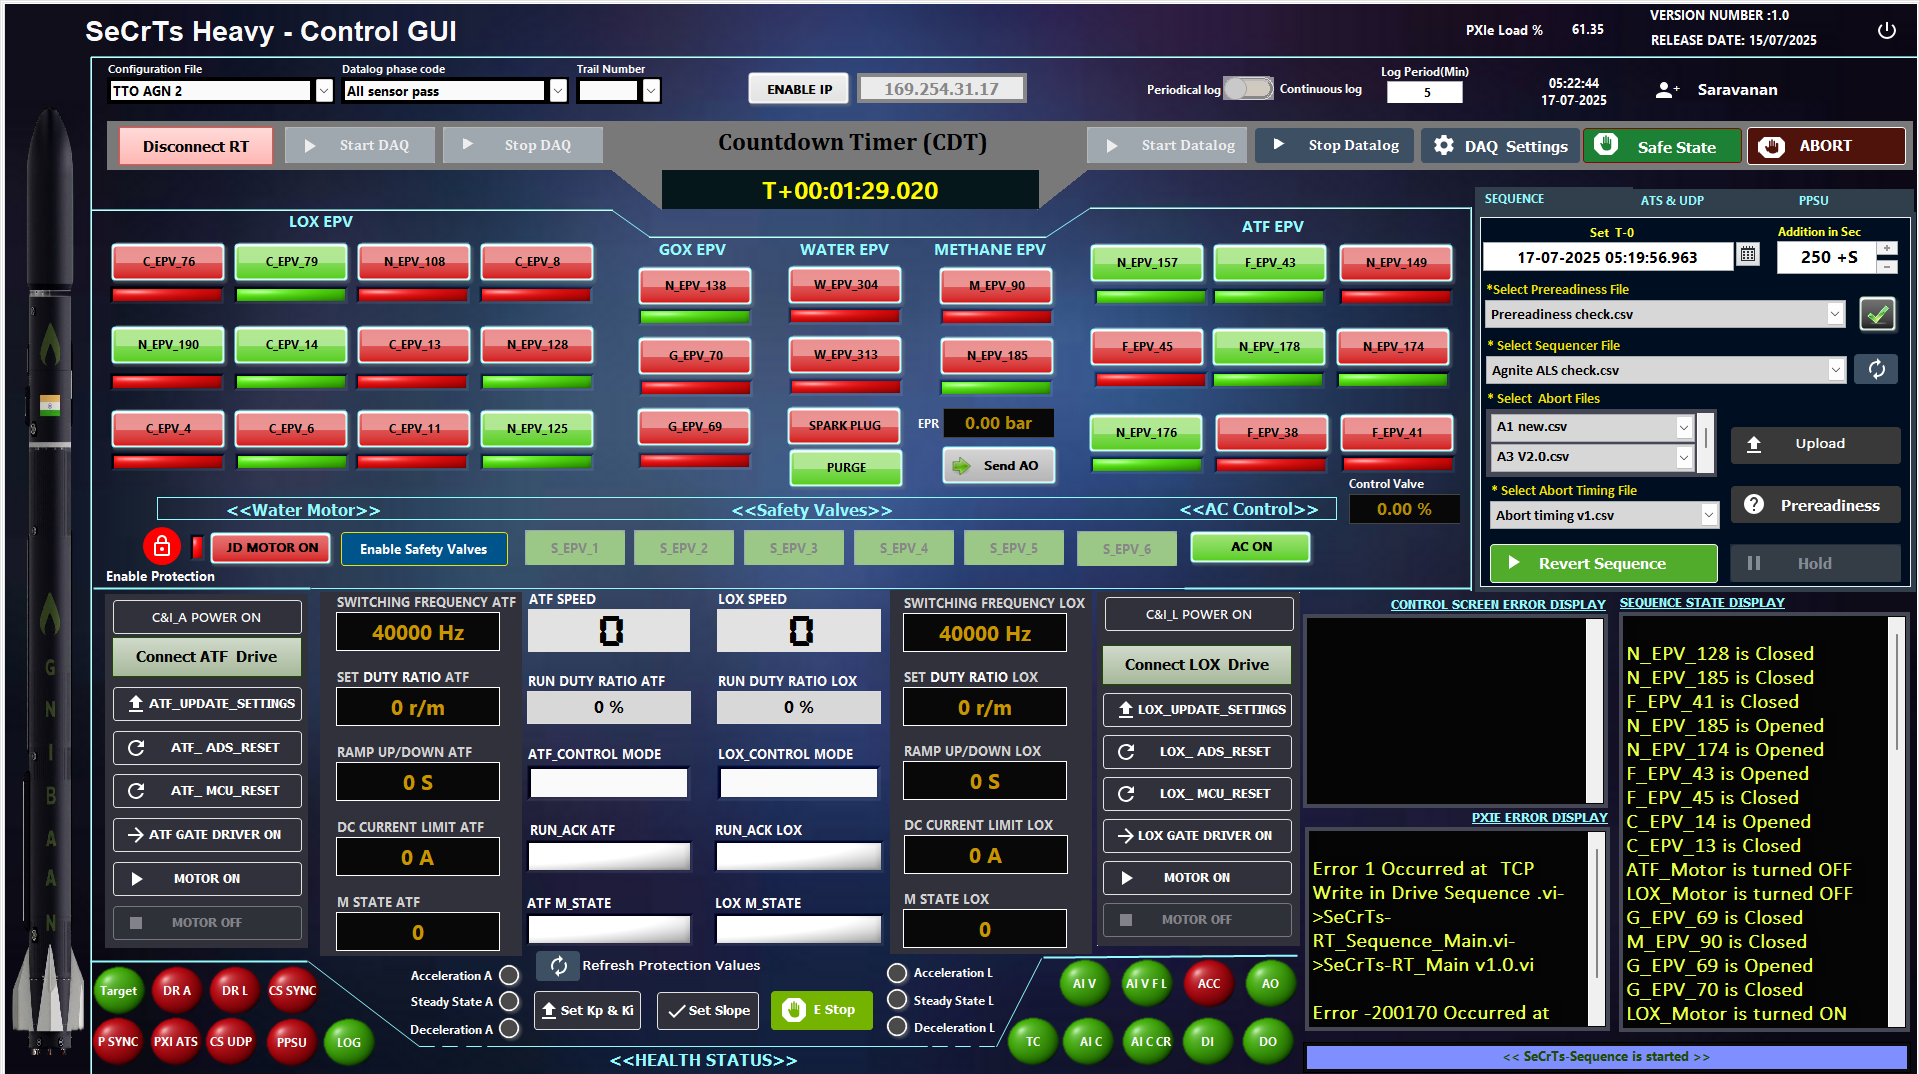 SeCrTs Heavy - Control GUI
PXIe Load %
61.35
VERSION NUMBER :1.0
RELEASE DATE: 15/07/2025
Configuration File
TTO AGN 2
Datalog phase code
All sensor pass
Trail Number
ENABLE IP
169.254.31.17
Periodical log
Continuous log
Log Period(Min)
5
05:22:44
17-07-2025
Saravanan
Disconnect RT
Start DAQ
Stop DAQ
Countdown Timer (CDT)
T+00:01:29.020
Start Datalog
Stop Datalog
DAQ Settings
Safe State
ABORT
LOX EPV
C_EPV_76
C_EPV_79
N_EPV_108
C_EPV_8
N_EPV_190
C_EPV_14
C_EPV_13
N_EPV_128
C_EPV_4
C_EPV_6
C_EPV_11
N_EPV_125
GOX EPV
N_EPV_138
G_EPV_70
G_EPV_69
WATER EPV
W_EPV_304
W_EPV_313
SPARK PLUG
PURGE
METHANE EPV
M_EPV_90
N_EPV_185
EPR
0.00 bar
Send AO
ATF EPV
N_EPV_157
F_EPV_43
N_EPV_149
F_EPV_45
N_EPV_178
N_EPV_174
N_EPV_176
F_EPV_38
F_EPV_41
Control Valve
0.00 %
SEQUENCE
ATS & UDP
PPSU
Set T-0
17-07-2025 05:19:56.963
Addition in Sec
250 +S
*Select Prereadiness File
Prereadiness check.csv
* Select Sequencer File
Agnite ALS check.csv
* Select Abort Files
A1 new.csv
A3 V2.0.csv
Upload
* Select Abort Timing File
Abort timing v1.csv
Prereadiness
Revert Sequence
Hold
<<Water Motor>>
<<Safety Valves>>
<<AC Control>>
Enable Protection
JD MOTOR ON
Enable Safety Valves
S_EPV_1
S_EPV_2
S_EPV_3
S_EPV_4
S_EPV_5
S_EPV_6
AC ON
C&I_A POWER ON
Connect ATF Drive
ATF_UPDATE_SETTINGS
ATF_ ADS_RESET
ATF_ MCU_RESET
ATF GATE DRIVER ON
MOTOR ON
MOTOR OFF
SWITCHING FREQUENCY ATF
40000 Hz
SET DUTY RATIO ATF
0 r/m
RAMP UP/DOWN ATF
0 S
DC CURRENT LIMIT ATF
0 A
M STATE ATF
0
ATF SPEED
0
RUN DUTY RATIO ATF
0 %
ATF_CONTROL MODE
RUN_ACK ATF
ATF M_STATE
LOX SPEED
0
RUN DUTY RATIO LOX
0 %
LOX_CONTROL MODE
RUN_ACK LOX
LOX M_STATE
SWITCHING FREQUENCY LOX
40000 Hz
SET DUTY RATIO LOX
0 r/m
RAMP UP/DOWN LOX
0 S
DC CURRENT LIMIT LOX
0 A
M STATE LOX
0
C&I_L POWER ON
Connect LOX Drive
LOX_UPDATE_SETTINGS
LOX_ ADS_RESET
LOX_ MCU_RESET
LOX GATE DRIVER ON
MOTOR ON
MOTOR OFF
CONTROL SCREEN ERROR DISPLAY
PXIE ERROR DISPLAY
Error 1 Occurred at TCP
Write in Drive Sequence .vi-
>SeCrTs-
RT_Sequence_Main.vi-
>SeCrTs-RT_Main v1.0.vi
Error -200170 Occurred at
SEQUENCE STATE DISPLAY
N_EPV_128 is Closed
N_EPV_185 is Closed
F_EPV_41 is Closed
N_EPV_185 is Opened
N_EPV_174 is Opened
F_EPV_43 is Opened
F_EPV_45 is Closed
C_EPV_14 is Opened
C_EPV_13 is Closed
ATF_Motor is turned OFF
LOX_Motor is turned OFF
G_EPV_69 is Closed
M_EPV_90 is Closed
G_EPV_69 is Opened
G_EPV_70 is Closed
LOX_Motor is turned ON
<< SeCrTs-Sequence is started >>
Target
DR A
DR L
CS SYNC
P SYNC
PXI ATS
CS UDP
PPSU
LOG
Acceleration A
Steady State A
Deceleration A
Refresh Protection Values
Set Kp & Ki
Set Slope
E Stop
Acceleration L
Steady State L
Deceleration L
<<HEALTH STATUS>>
AI V
AI V F L
ACC
AO
TC
AI C
AI C CR
DI
DO
A
G
N
I
B
A
A
N